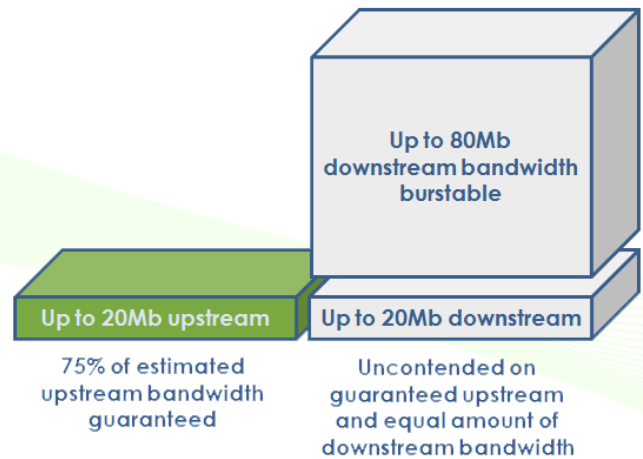 Up to 80Mb
downstream bandwidth
burstable
Up to 20Mb upstream
Up to 20Mb downstream
75% of estimated
upstream bandwidth
guaranteed
Uncontended on
guaranteed upstream
and equal amount of
downstream bandwidth